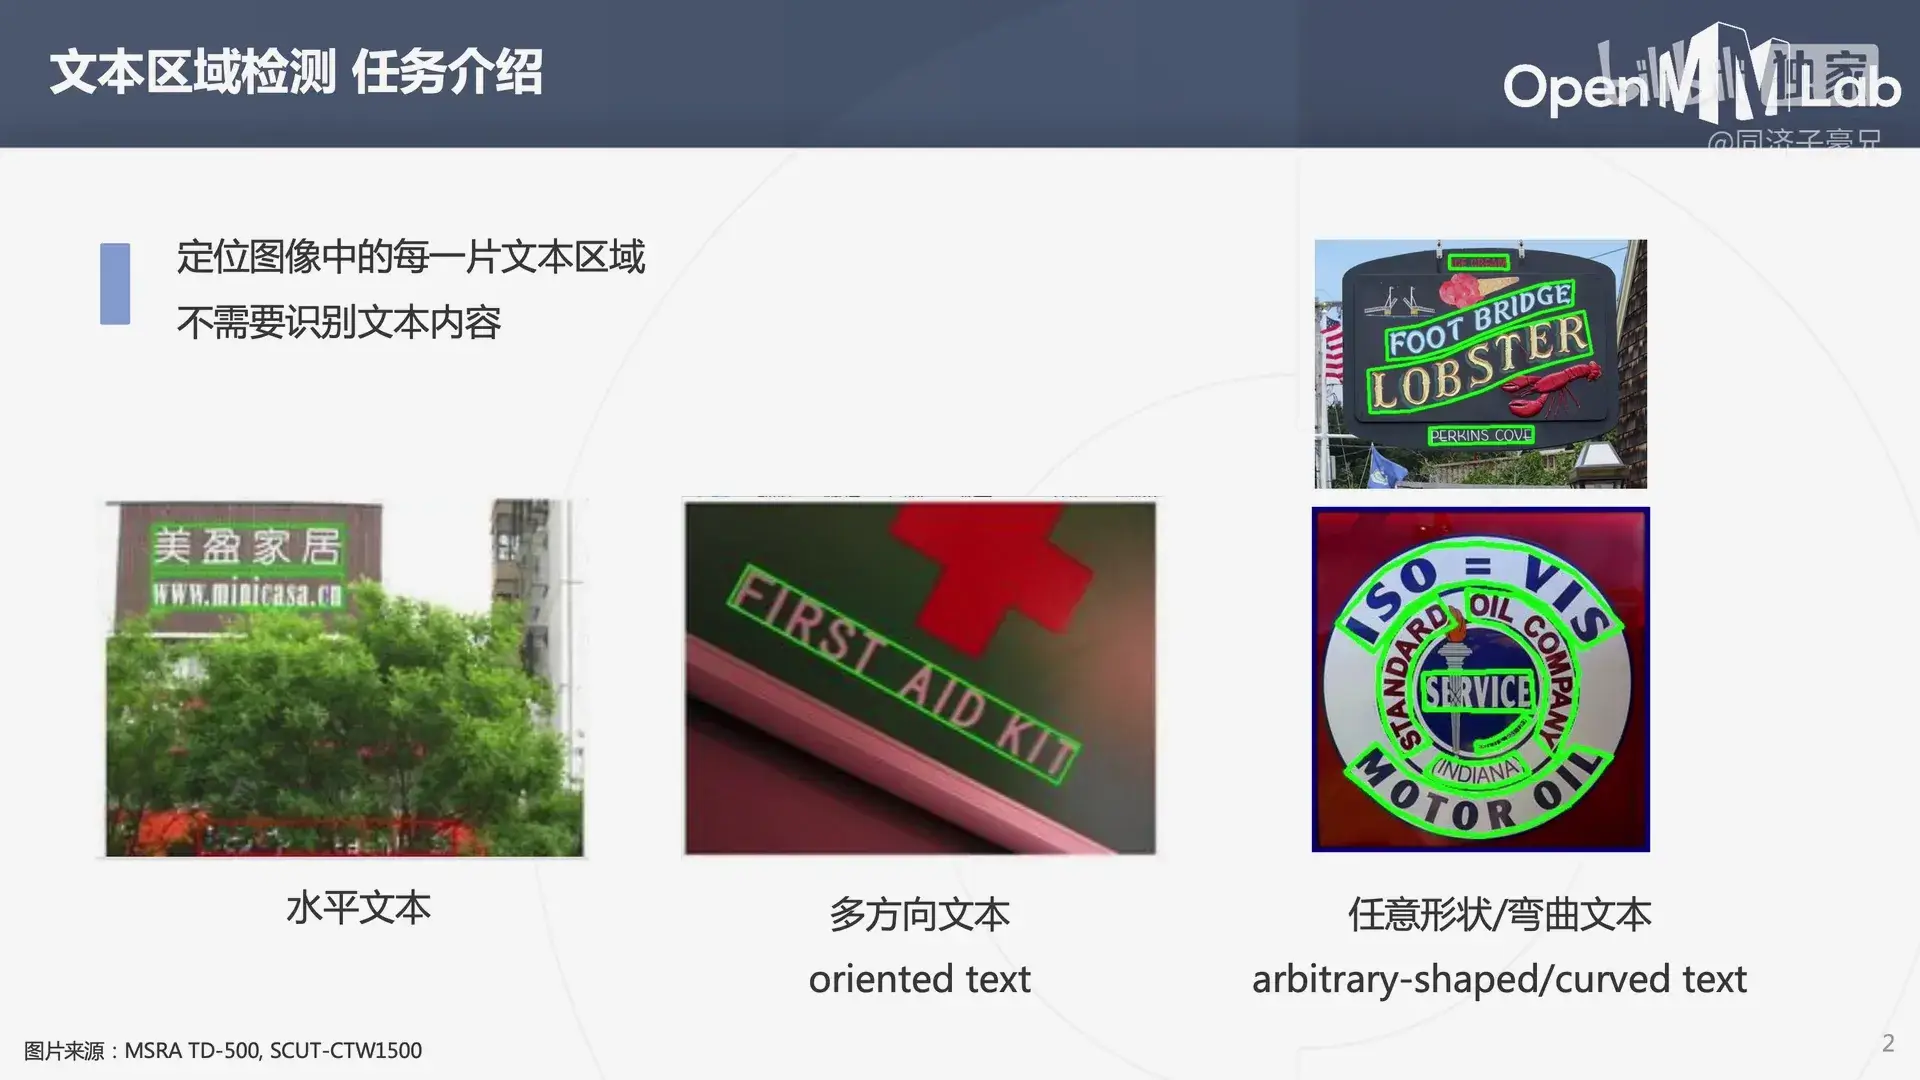 文本区域检测 任务介绍
OpenMMLab
bilibili 独家
@同济子豪兄
定位图像中的每一片文本区域
不需要识别文本内容
ICE CREAM
FOOT BRIDGE
LOBSTER
PERKINS COVE
美盈家居
www.minicasa.cn
FIRST AID KIT
ISO = VIS
STANDARD OIL COMPANY
SERVICE
INDIANA
MOTOR OIL
水平文本
多方向文本
oriented text
任意形状/弯曲文本
arbitrary-shaped/curved text
图片来源：MSRA TD-500, SCUT-CTW1500
2